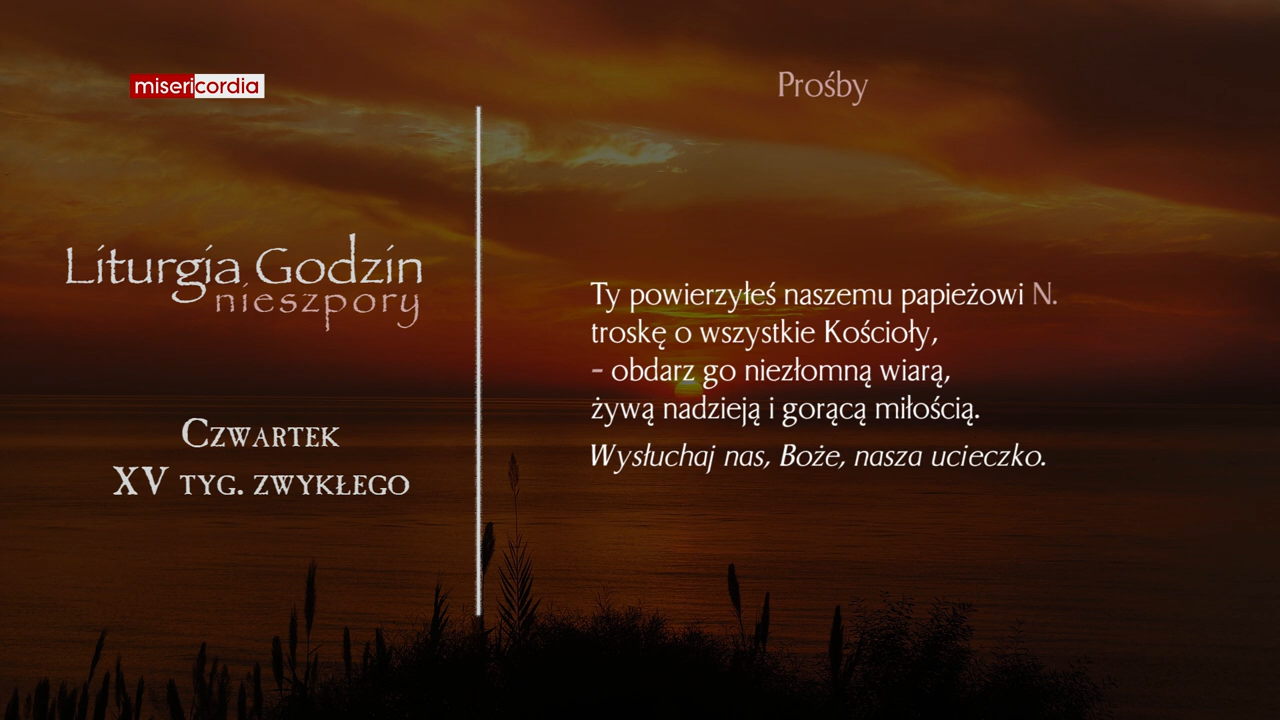 misericordia
Liturgia Godzin
nieszpory
Czwartek
XV tyg. zwykłego
Prośby
Ty powierzyłeś naszemu papieżowi N.
troskę o wszystkie Kościoły,
- obdarz go niezłomną wiarą,
żywą nadzieją i gorącą miłością.
Wysłuchaj nas, Boże, nasza ucieczko.